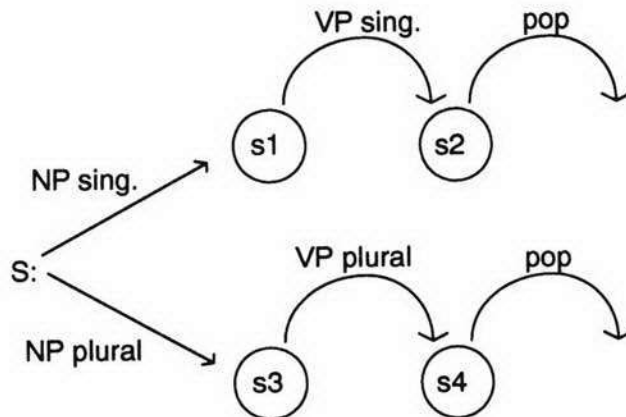 VP sing.
pop
s1
s2
NP sing.
S:
VP plural
pop
NP plural
s3
s4